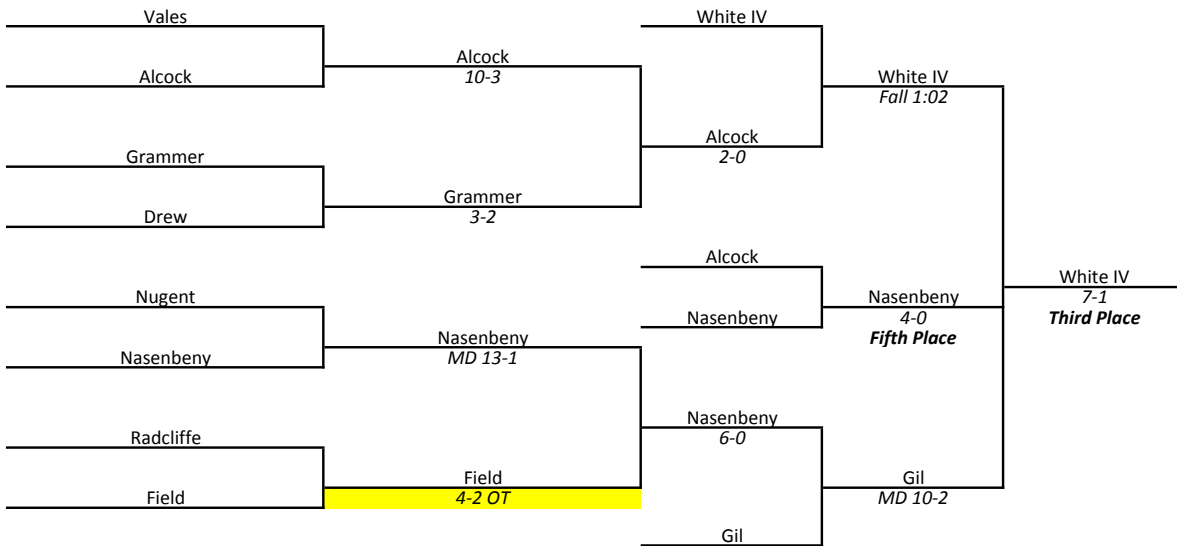 Vales
White IV
Alcock
10-3
Alcock
White IV
Fall 1:02
Alcock
2-0
Grammer
Grammer
3-2
Drew
Alcock
White IV
7-1
Third Place
Nugent
Nasenbeny
4-0
Fifth Place
Nasenbeny
Nasenbeny
MD 13-1
Nasenbeny
Nasenbeny
6-0
Radcliffe
Field
4-2 OT
Gil
MD 10-2
Field
Gil